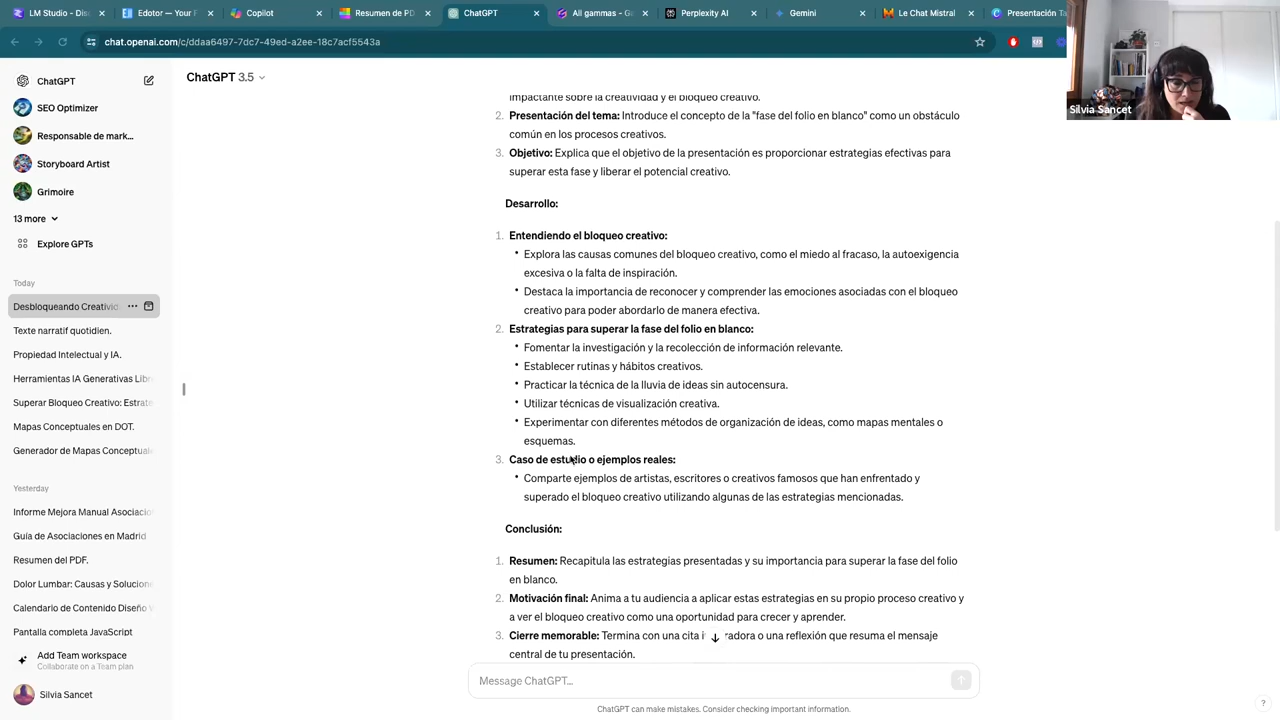 LM Studio - Dis
Edotor — Your F
Copilot
Resumen de PD
ChatGPT
All gammas - Ga
Perplexity AI
Gemini
Le Chat Mistral
Presentación Ta
chat.openai.com/c/ddaa6497-7dc7-49ed-a2ee-18c7acf5543a
Silvia Sancet
ChatGPT
SEO Optimizer
Responsable de mark...
Storyboard Artist
Grimoire
13 more
Explore GPTs
Today
Desbloqueando Creativid
Texte narratif quotidien.
Propiedad Intelectual y IA.
Herramientas IA Generativas Libr
Superar Bloqueo Creativo: Estrate
Mapas Conceptuales en DOT.
Generador de Mapas Conceptual
Yesterday
Informe Mejora Manual Asociacio
Guía de Asociaciones en Madrid
Resumen del PDF.
Dolor Lumbar: Causas y Solucione
Calendario de Contenido Diseño
Pantalla completa JavaScript
Add Team workspace
Collaborate on a Team plan
Silvia Sancet
ChatGPT 3.5
impactante sobre la creatividad y el bloqueo creativo.
2. Presentación del tema: Introduce el concepto de la "fase del folio en blanco" como un obstáculo
común en los procesos creativos.
3. Objetivo: Explica que el objetivo de la presentación es proporcionar estrategias efectivas para
superar esta fase y liberar el potencial creativo.
Desarrollo:
1. Entendiendo el bloqueo creativo:
• Explora las causas comunes del bloqueo creativo, como el miedo al fracaso, la autoexigencia
excesiva o la falta de inspiración.
• Destaca la importancia de reconocer y comprender las emociones asociadas con el bloqueo
creativo para poder abordarlo de manera efectiva.
2. Estrategias para superar la fase del folio en blanco:
• Fomentar la investigación y la recolección de información relevante.
• Establecer rutinas y hábitos creativos.
• Practicar la técnica de la lluvia de ideas sin autocensura.
• Utilizar técnicas de visualización creativa.
• Experimentar con diferentes métodos de organización de ideas, como mapas mentales o
esquemas.
3. Caso de estudio o ejemplos reales:
• Comparte ejemplos de artistas, escritores o creativos famosos que han enfrentado y
superado el bloqueo creativo utilizando algunas de las estrategias mencionadas.
Conclusión:
1. Resumen: Recapitula las estrategias presentadas y su importancia para superar la fase del folio
en blanco.
2. Motivación final: Anima a tu audiencia a aplicar estas estrategias en su propio proceso creativo y
a ver el bloqueo creativo como una oportunidad para crecer y aprender.
3. Cierre memorable: Termina con una cita o una reflexión que resuma el mensaje
central de tu presentación.
Message ChatGPT...
ChatGPT can make mistakes. Consider checking important information.
?